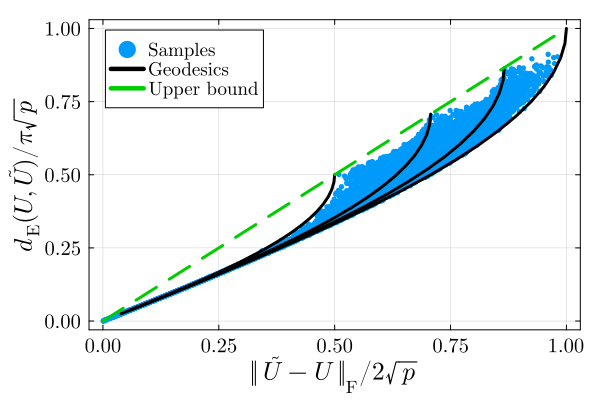 1.00
Samples
Geodesics
Upper bound
0.75
0.50
0.25
0.00
d_E(U, Ũ)/π√p
0.00 0.25 0.50 0.75 1.00
‖ Ũ − U ‖_F/2√p